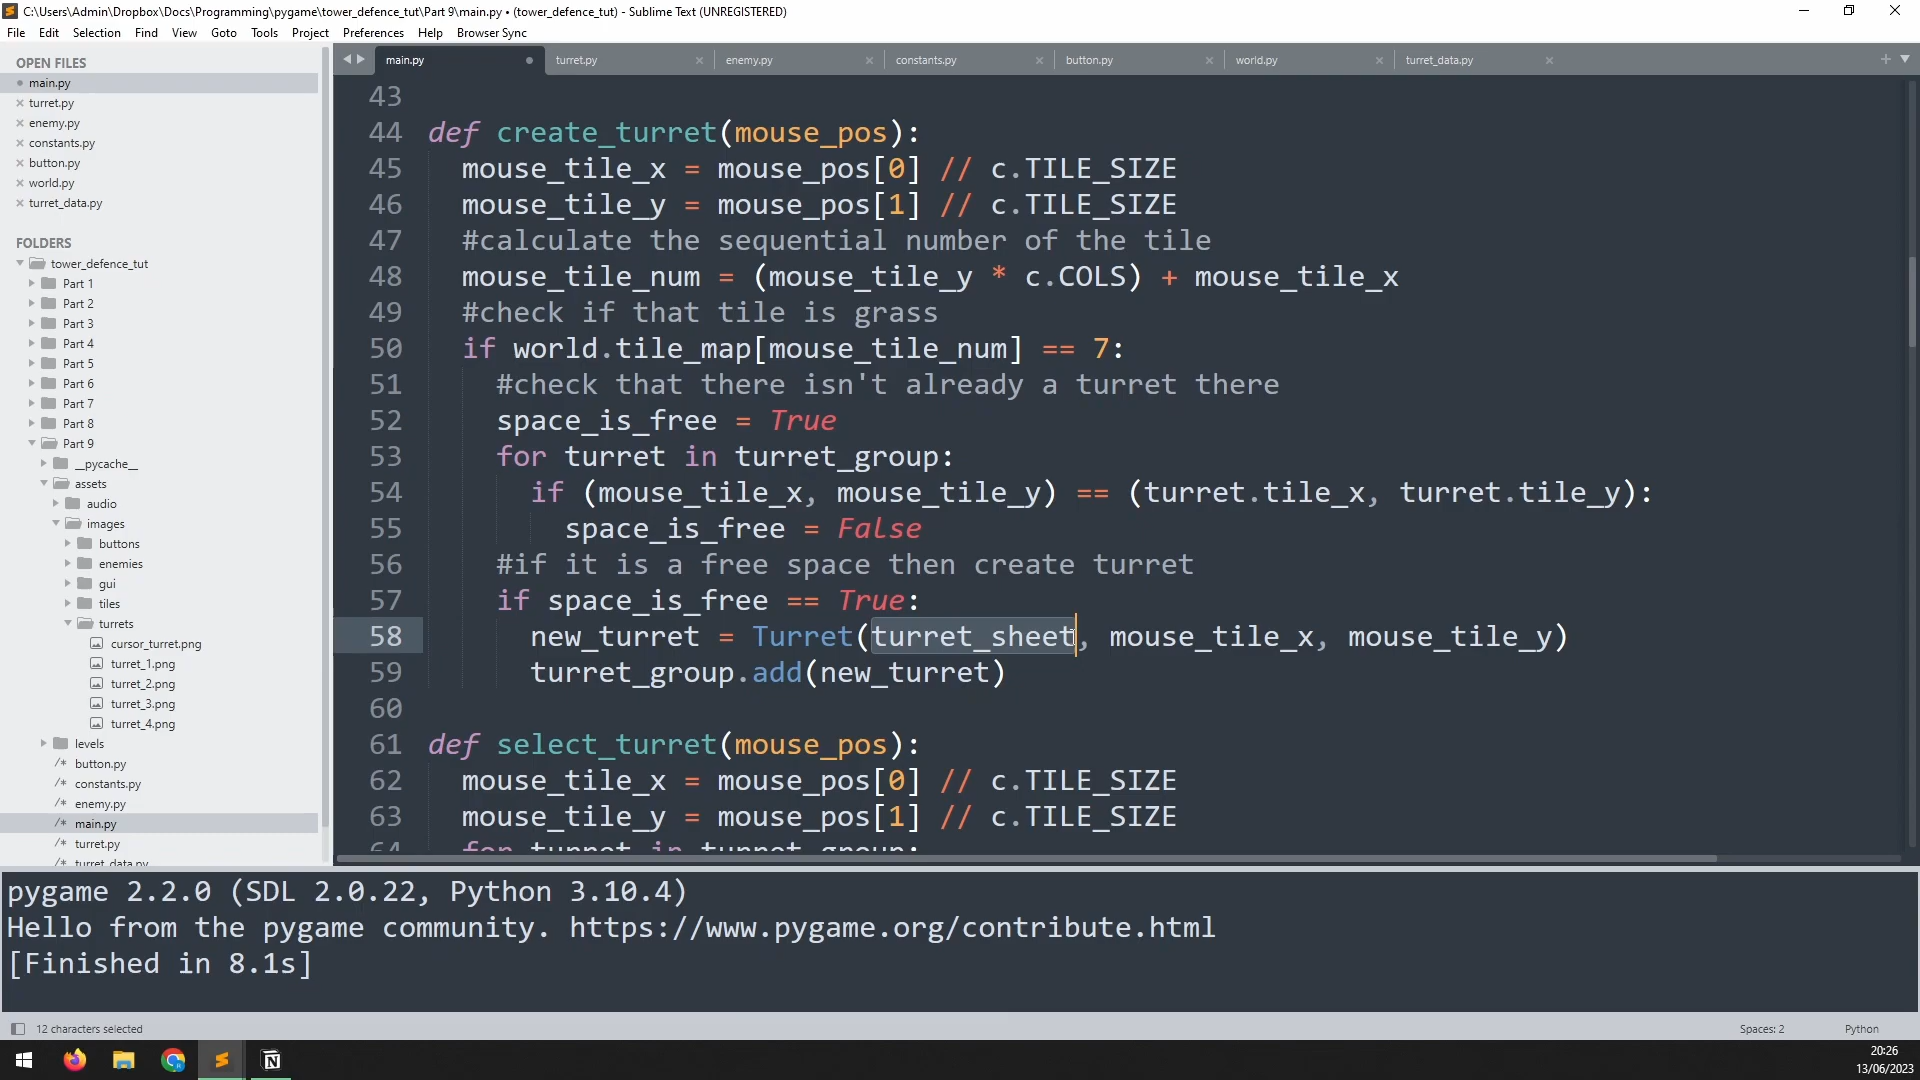 C:\Users\Admin\Dropbox\Docs\Programming\pygame\tower_defence_tut\Part 9\main.py • (tower_defence_tut) - Sublime Text (UNREGISTERED)
File Edit Selection Find View Goto Tools Project Preferences Help Browser Sync
OPEN FILES
main.py
turret.py
enemy.py
constants.py
button.py
world.py
turret_data.py
FOLDERS
tower_defence_tut
Part 1
Part 2
Part 3
Part 4
Part 5
Part 6
Part 7
Part 8
Part 9
__pycache__
assets
audio
images
buttons
enemies
gui
tiles
turrets
cursor_turret.png
turret_1.png
turret_2.png
turret_3.png
turret_4.png
levels
/* button.py
/* constants.py
/* enemy.py
/* main.py
/* turret.py
turret_data.py
main.py turret.py enemy.py constants.py button.py world.py turret_data.py
43
44 def create_turret(mouse_pos):
45 mouse_tile_x = mouse_pos[0] // c.TILE_SIZE
46 mouse_tile_y = mouse_pos[1] // c.TILE_SIZE
47 #calculate the sequential number of the tile
48 mouse_tile_num = (mouse_tile_y * c.COLS) + mouse_tile_x
49 #check if that tile is grass
50 if world.tile_map[mouse_tile_num] == 7:
51 #check that there isn't already a turret there
52 space_is_free = True
53 for turret in turret_group:
54 if (mouse_tile_x, mouse_tile_y) == (turret.tile_x, turret.tile_y):
55 space_is_free = False
56 #if it is a free space then create turret
57 if space_is_free == True:
58 new_turret = Turret(turret_sheet, mouse_tile_x, mouse_tile_y)
59 turret_group.add(new_turret)
60
61 def select_turret(mouse_pos):
62 mouse_tile_x = mouse_pos[0] // c.TILE_SIZE
63 mouse_tile_y = mouse_pos[1] // c.TILE_SIZE
64 for turret in turret_group:
pygame 2.2.0 (SDL 2.0.22, Python 3.10.4)
Hello from the pygame community. https://www.pygame.org/contribute.html
[Finished in 8.1s]
12 characters selected Spaces: 2 Python
20:26
13/06/2023